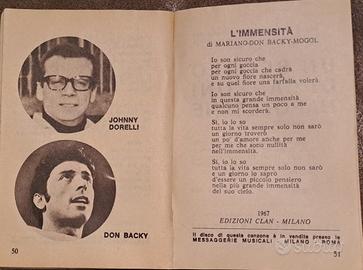 JOHNNY
DORELLI
DON BACKY
50
L'IMMENSITÀ
di MARIANO-DON BACKY-MOGOL
Io son sicuro che
per ogni goccia
per ogni goccia che cadrà
un nuovo fiore nascerà,
e su quel fiore una farfalla volerà.
Io son sicuro che
in questa grande immensità
qualcuno pensa un poco a me
e non mi scorderà.
Sì, io lo so
tutta la vita sempre solo non sarò
un giorno troverò
un po' d'amore anche per me
per me che sono nullità
nell'immensità.
Sì, io lo so
tutta la vita sempre solo non sarò
e un giorno lo saprò
d'essere un piccolo pensiero
nella più grande immensità
del suo cielo.
1967
EDIZIONI CLAN - MILANO
Il disco di questa canzone è in vendita presso le
MESSAGGERIE MUSICALI - MILANO - ROMA
51
subito